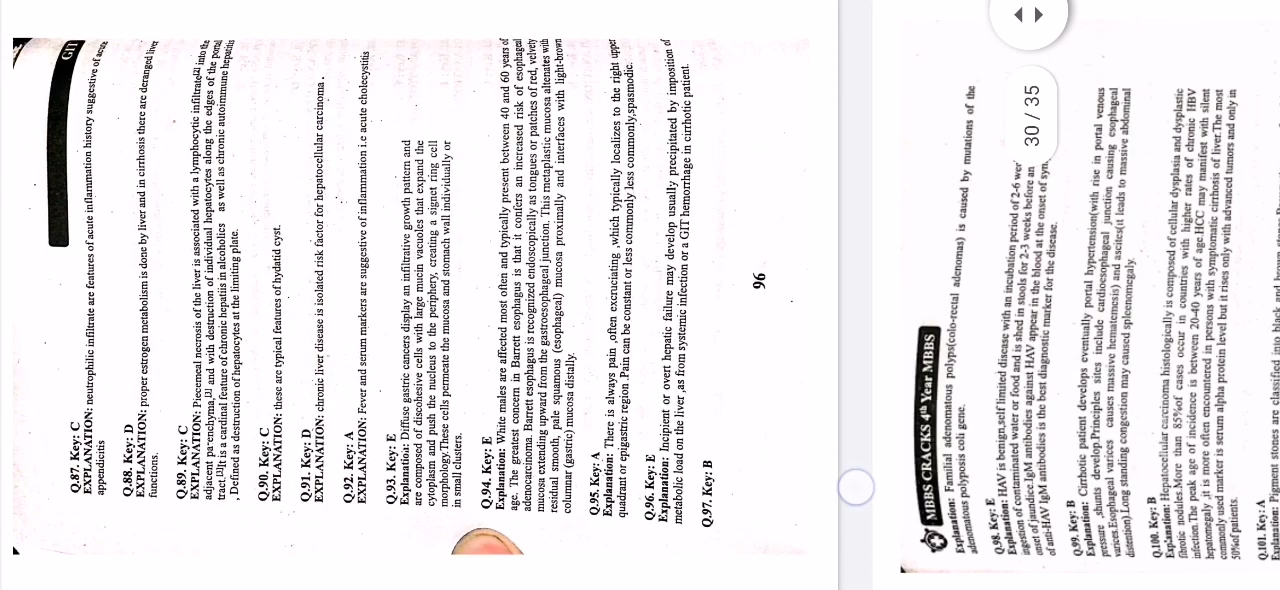 GIT
Q.87. Key: C
EXPLANATION: neutrophilic infiltrate are features of acute inflammation history suggestive of acute
appendicitis
Q.88. Key: D
EXPLANATION: proper estrogen metabolism is done by liver and in cirrhosis there are deranged liver
functions.
Q.89. Key: C
EXPLANATION: Piecemeal necrosis of the liver is associated with a lymphocytic infiltrate[2] into the
adjacent parenchyma,[2] and with destruction of individual hepatocytes along the edges of the portal
tract.[3]It is a cardinal feature of chronic hepatitis in alcoholics as well as chronic autoimmune hepatitis
, Defined as destruction of hepatocytes at the limiting plate.
Q.90. Key: C
EXPLANATION: these are typical features of hydatid cyst.
Q.91. Key: D
EXPLANATION: chronic liver disease is isolated risk factor for hepatocellular carcinoma .
Q.92. Key: A
EXPLANATION: Fever and serum markers are suggestive of inflammation i.e acute cholecystitis
Q.93. Key: E
Explanation: Diffuse gastric cancers display an infiltrative growth pattern and
are composed of discohesive cells with large mucin vacuoles that expand the
cytoplasm and push the nucleus to the periphery, creating a signet ring cell
morphology.These cells permeate the mucosa and stomach wall individually or
in small clusters.
Q.94. Key: E
Explanation: White males are affected most often and typically present between 40 and 60 years of
age. The greatest concern in Barrett esophagus is that it confers an increased risk of esophageal
adenocarcinoma. Barrett esophagus is recognized endoscopically as tongues or patches of red, velvety
mucosa extending upward from the gastroesophageal junction. This metaplastic mucosa altenates with
residual smooth, pale squamous (esophageal) mucosa proximally and interfaces with light-brown
columnar (gastric) mucosa distally.
Q.95. Key: A
Explanation: There is always pain ,often excruciating ,which typically localizes to the right upper
quadrant or epigastric region .Pain can be constant or less commonly less commonly,spasmodic.
Q.96. Key: E
Explanation: Incipient or overt hepatic failure may develop usually precipitated by impostion of
metabolic load on the liver ,as from systemic infection or a GIT hemorrhage in cirrhotic patient.
Q.97. Key: B
96
MBBS CRACKS 4th Year MBBS
Explanation: Familial adenomatous polyps(colo-rectal adenomas) is caused by mutations of the
adenomatous polyposis coli gene.
Q.98. Key: E
Explanation: HAV is benign,self limited disease with an incubation period of 2-6
ingestion of contaminated water or food and is shed in stools for 2-3 weeks before an
onset of jaundice.IgM antibodies against HAV appear in the blood at the onset of
of anti-HAV IgM antibodies is the best diagnostic marker for the disease.
Q.99. Key: B
Explanation: Cirrhotic patient develops eventually portal hypertension(with rise in portal venous
pressure ,shunts develop.Principles sites include cardioesophageal junction causing esophageal
varices.Esophageal varices causes massive hematemesis) and ascites(it leads to massive abdominal
distention).Long standing congestion may caused spleenomegaly.
Q.100. Key: B
Explanation: Hepatocellular carcinoma histologically is composed of cellular dysplasia and dysplastic
fibrotic nodules.More than 85%of cases occur in countries with higher rates of chronic HBV
infection.The peak age of incidence is between 20-40 years of age.HCC may manifest with silent
hepatomegaly ,it is more often encountered in persons with symptomatic cirrhosis of liver.The most
commonly used marker is serum alpha protein level but it rises only with advanced tumors and only in
50%of patients.
Q.101. Key:A
Explanation: Pigment stones are classified into black and brown
30 / 35